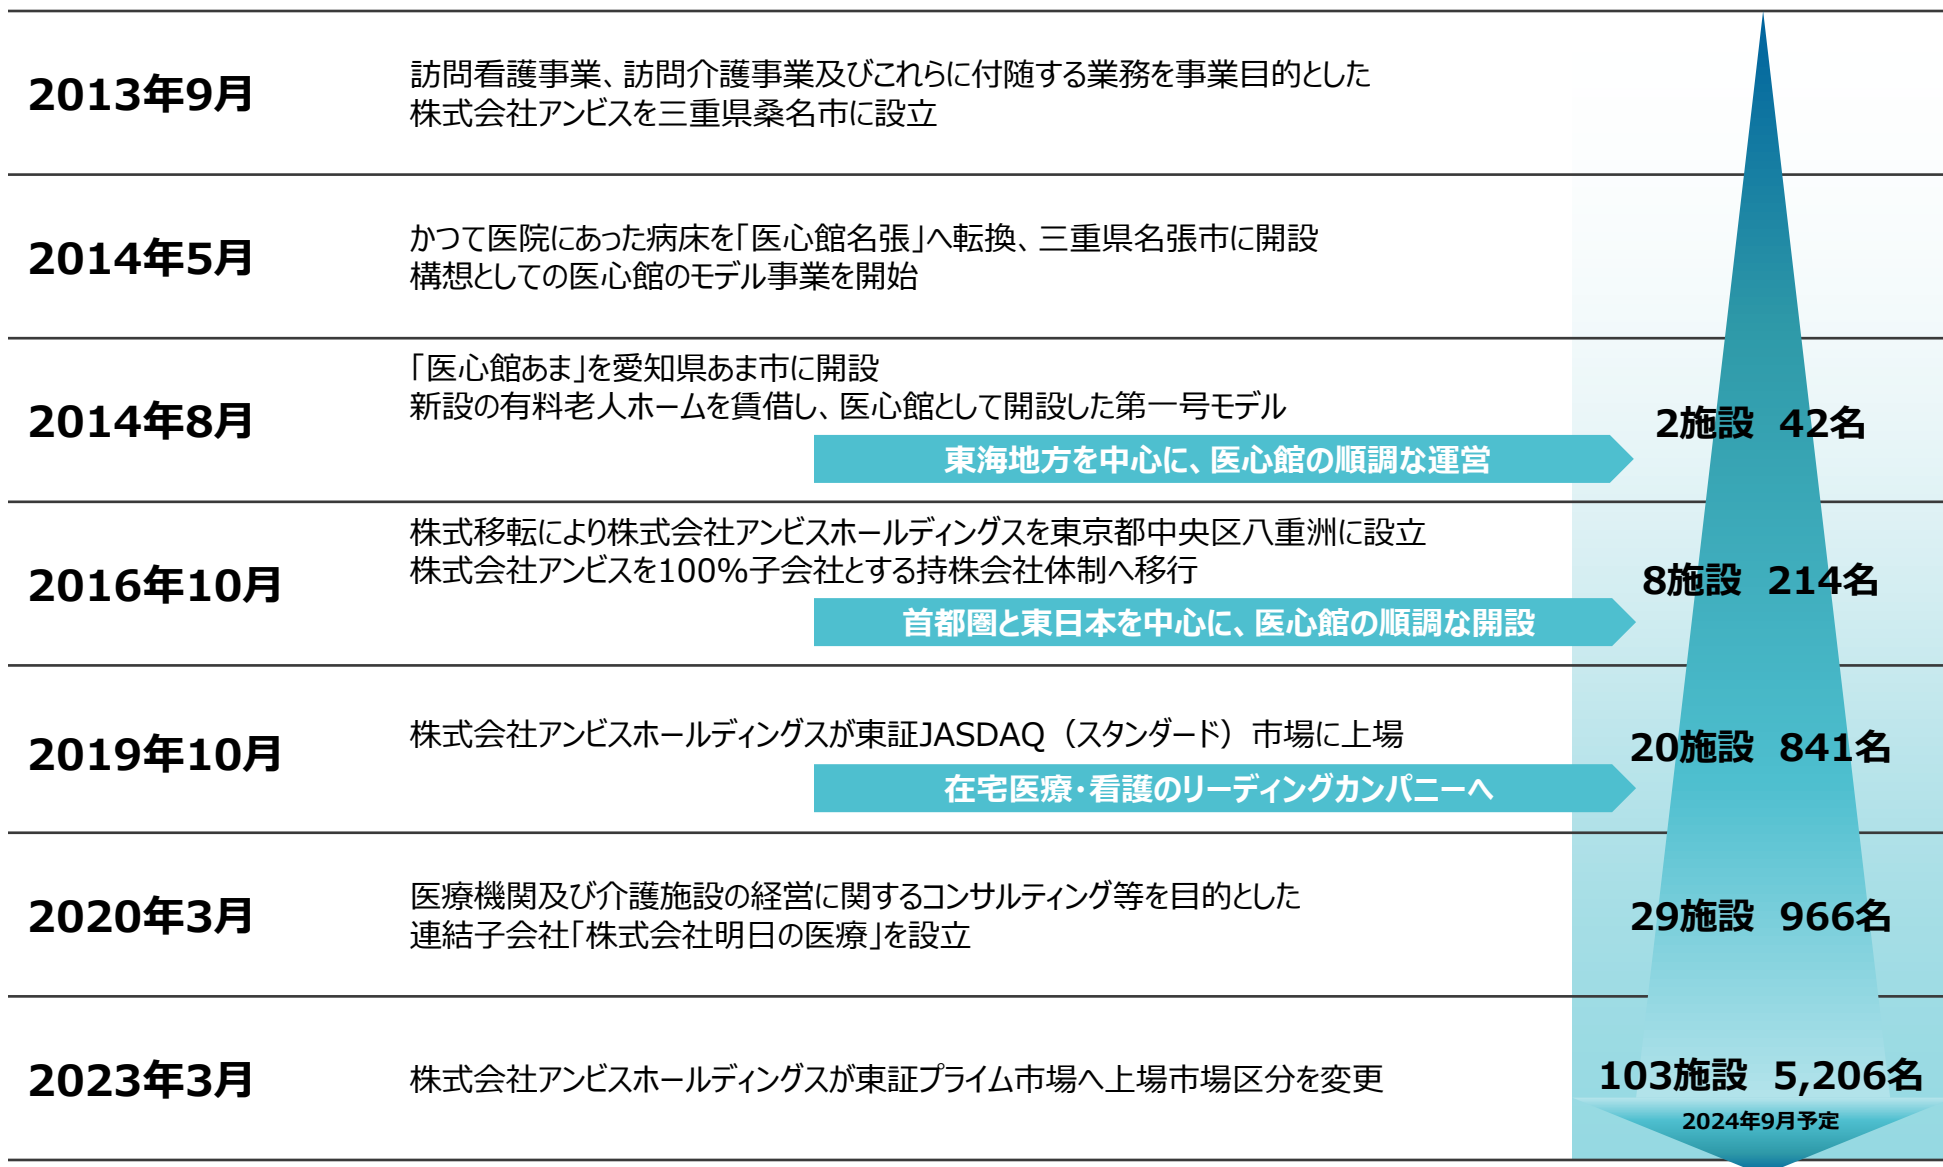 2013年9月
訪問看護事業、訪問介護事業及びこれらに付随する業務を事業目的とした
株式会社アンビスを三重県桑名市に設立
2014年5月
かつて医院にあった病床を「医心館名張」へ転換、三重県名張市に開設
構想としての医心館のモデル事業を開始
2014年8月
「医心館あま」を愛知県あま市に開設
新設の有料老人ホームを賃借し、医心館として開設した第一号モデル
東海地方を中心に、医心館の順調な運営
2施設 42名
2016年10月
株式移転により株式会社アンビスホールディングスを東京都中央区八重洲に設立
株式会社アンビスを100%子会社とする持株会社体制へ移行
首都圏と東日本を中心に、医心館の順調な開設
8施設 214名
2019年10月
株式会社アンビスホールディングスが東証JASDAQ（スタンダード）市場に上場
在宅医療・看護のリーディングカンパニーへ
20施設 841名
2020年3月
医療機関及び介護施設の経営に関するコンサルティング等を目的とした
連結子会社「株式会社明日の医療」を設立
29施設 966名
2023年3月
株式会社アンビスホールディングスが東証プライム市場へ上場市場区分を変更
103施設 5,206名
2024年9月予定